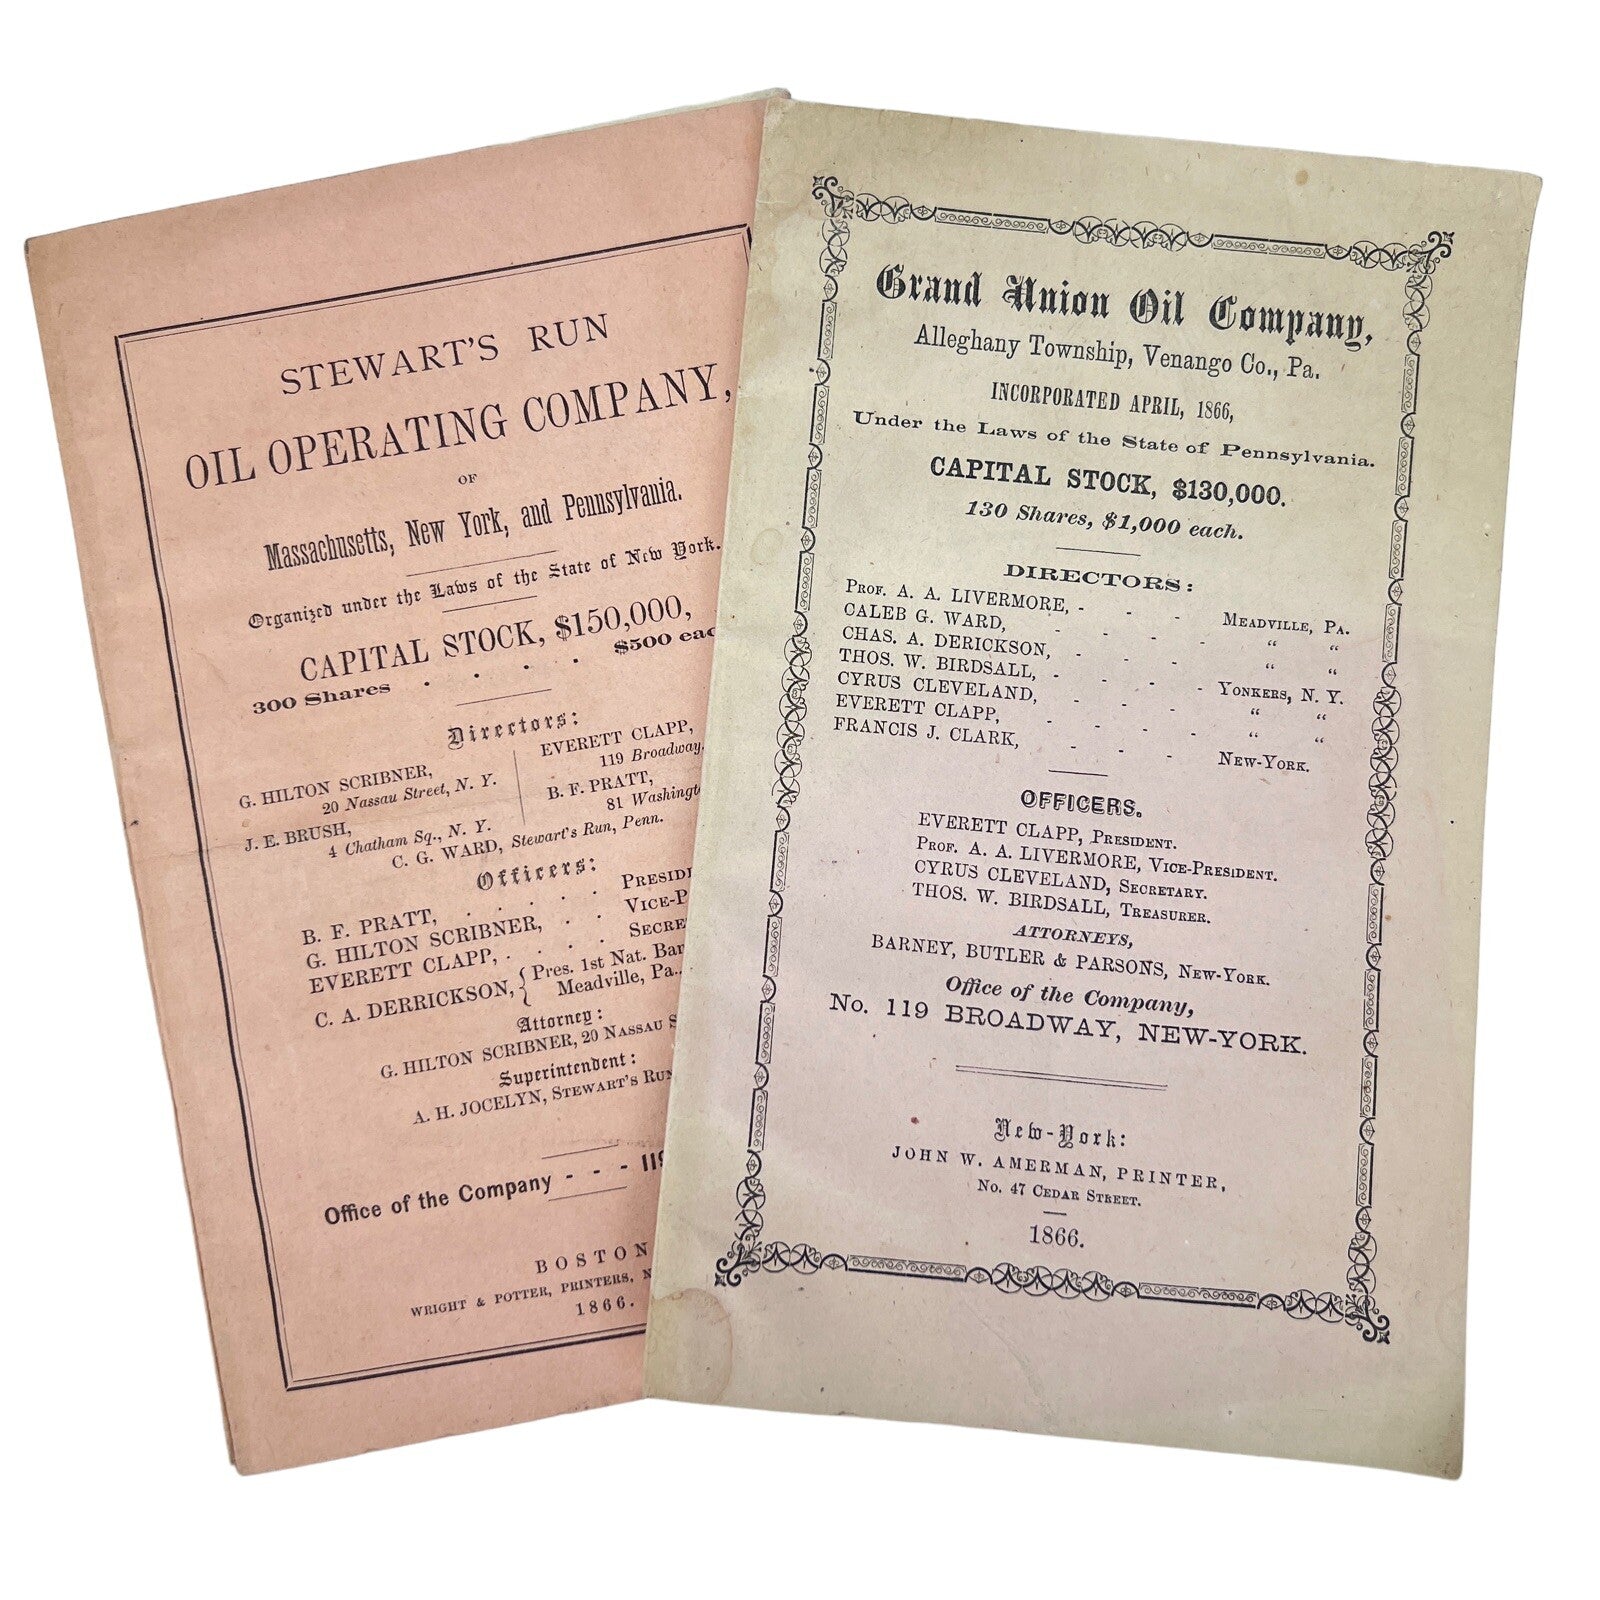 STEWART'S RUN
OIL OPERATING COMPANY,
OF
Massachusetts, New York, and Pennsylvania.
Organized under the Laws of the State of New York.
CAPITAL STOCK, $150,000,
300 Shares . . . . $500
Directors:
G. HILTON SCRIBNER,
20 Nassau Street, N. Y.
J. E. BRUSH,
4 Chatham Sq., N. Y.
EVERETT CLAPP,
119 Broadway,
B. F. PRATT,
81
C. G. WARD, Stewart's Run, Penn.
Officers:
B. F. PRATT, . . . . .
G. HILTON SCRIBNER, . .
EVERETT CLAPP, . . . .
C. A. DERRICKSON, { Pres. 1st Nat.
Meadville, Pa.
Attorney:
G. HILTON SCRIBNER, 20 NASSAU
Superintendent:
A. H. JOCELYN, STEWART'S RUN
Office of the Company - - - 119
BOSTON
WRIGHT & POTTER, PRINTERS,
1866.
Grand Union Oil Company,
Alleghany Township, Venango Co., Pa.
INCORPORATED APRIL, 1866,
Under the Laws of the State of Pennsylvania.
CAPITAL STOCK, $130,000.
130 Shares, $1,000 each.
DIRECTORS:
PROF. A. A. LIVERMORE, - - - MEADVILLE, PA.
CALEB G. WARD, - - - - " "
CHAS. A. DERICKSON, - - - " "
THOS. W. BIRDSALL, - - - - YONKERS, N. Y.
CYRUS CLEVELAND, - - - " "
EVERETT CLAPP, - - - - " "
FRANCIS J. CLARK, - - - NEW-YORK.
OFFICERS.
EVERETT CLAPP, PRESIDENT.
PROF. A. A. LIVERMORE, VICE-PRESIDENT.
CYRUS CLEVELAND, SECRETARY.
THOS. W. BIRDSALL, TREASURER.
ATTORNEYS,
BARNEY, BUTLER & PARSONS, NEW-YORK.
Office of the Company,
No. 119 BROADWAY, NEW-YORK.
New-York:
JOHN W. AMERMAN, PRINTER,
No. 47 CEDAR STREET.
1866.